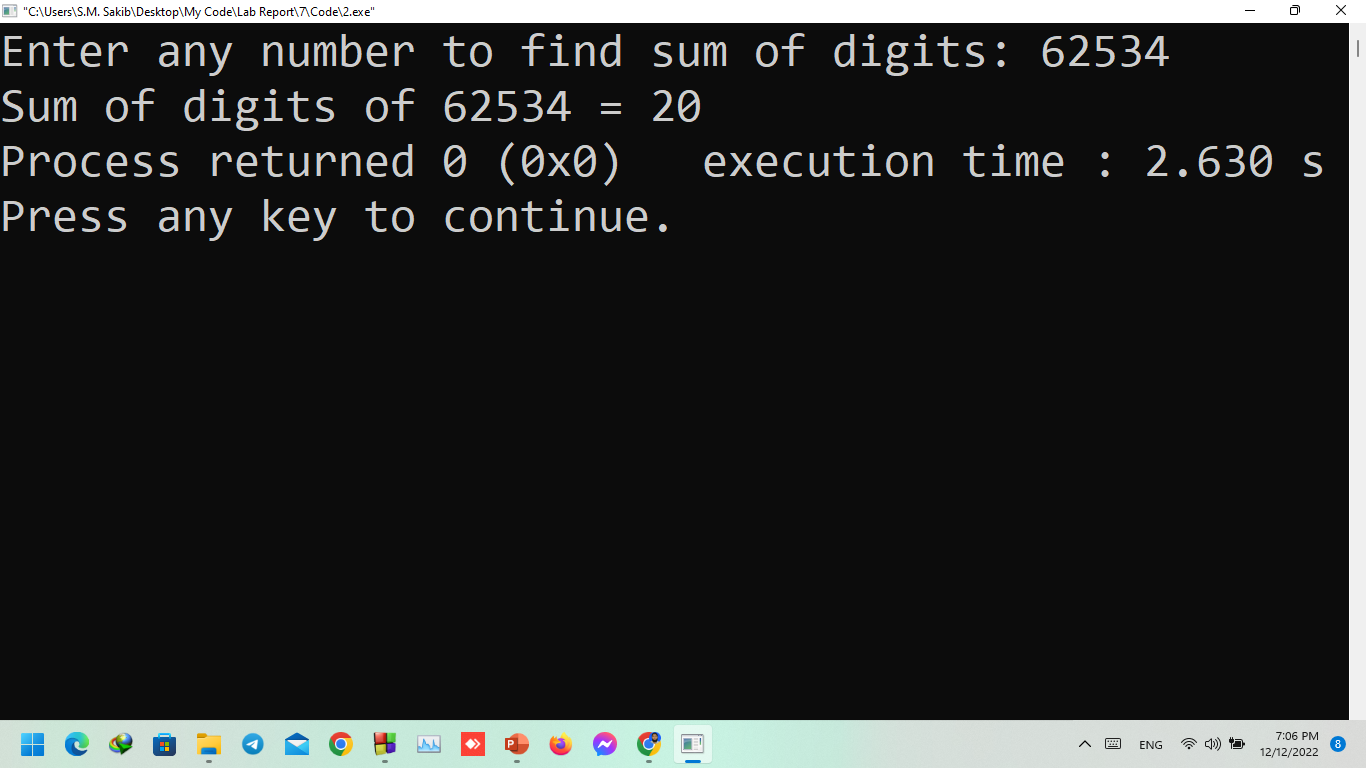 "C:\Users\S.M. Sakib\Desktop\My Code\Lab Report\7\Code\2.exe"
Enter any number to find sum of digits: 62534
Sum of digits of 62534 = 20
Process returned 0 (0x0)   execution time : 2.630 s
Press any key to continue.
ENG
7:06 PM
12/12/2022
8